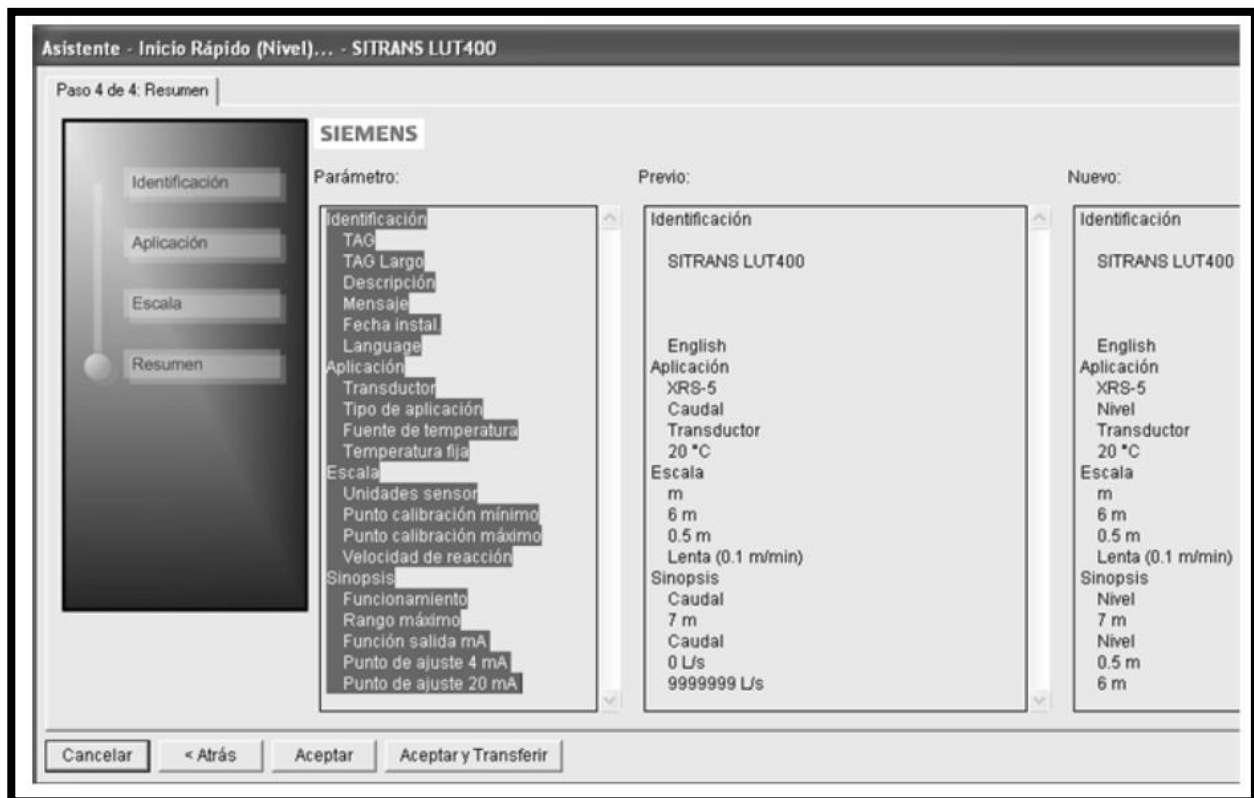 Asistente - Inicio Rápido (Nivel)... - SITRANS LUT400
Paso 4 de 4: Resumen
Identificación
Aplicación
Escala
Resumen
SIEMENS
Parámetro:
Identificación
TAG
TAG Largo
Descripción
Mensaje
Fecha instal.
Language
Aplicación
Transductor
Tipo de aplicación
Fuente de temperatura
Temperatura fija
Escala
Unidades sensor
Punto calibración mínimo
Punto calibración máximo
Velocidad de reacción
Sinopsis
Funcionamiento
Rango máximo
Función salida mA
Punto de ajuste 4 mA
Punto de ajuste 20 mA
Previo:
Identificación
SITRANS LUT400
English
Aplicación
XRS-5
Caudal
Transductor
20 °C
Escala
m
6 m
0.5 m
Lenta (0.1 m/min)
Sinopsis
Caudal
7 m
Caudal
0 L/s
9999999 L/s
Nuevo:
Identificación
SITRANS LUT400
English
Aplicación
XRS-5
Nivel
Transductor
20 °C
Escala
m
6 m
0.5 m
Lenta (0.1 m/min)
Sinopsis
Nivel
7 m
Nivel
0.5 m
6 m
Cancelar
< Atrás
Aceptar
Aceptar y Transferir